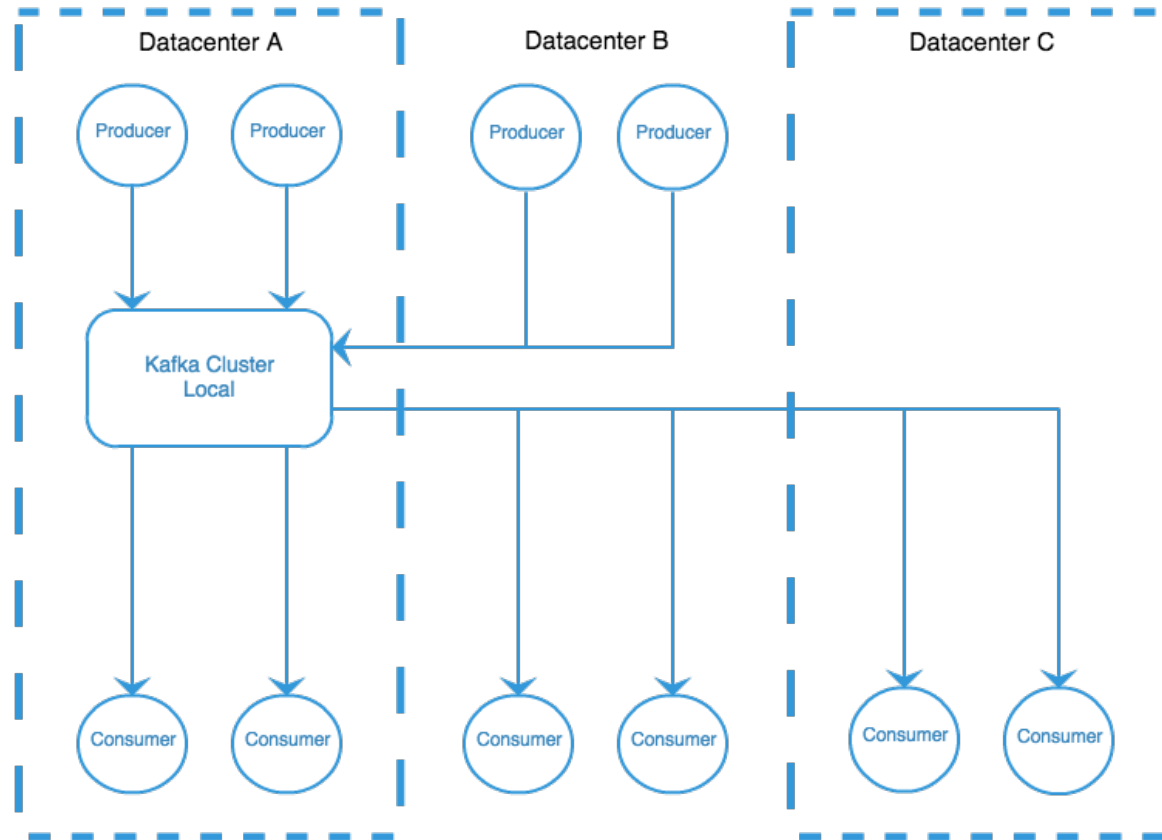 Datacenter A
Datacenter B
Datacenter C
Producer
Producer
Producer
Producer
Kafka Cluster
Local
Consumer
Consumer
Consumer
Consumer
Consumer
Consumer